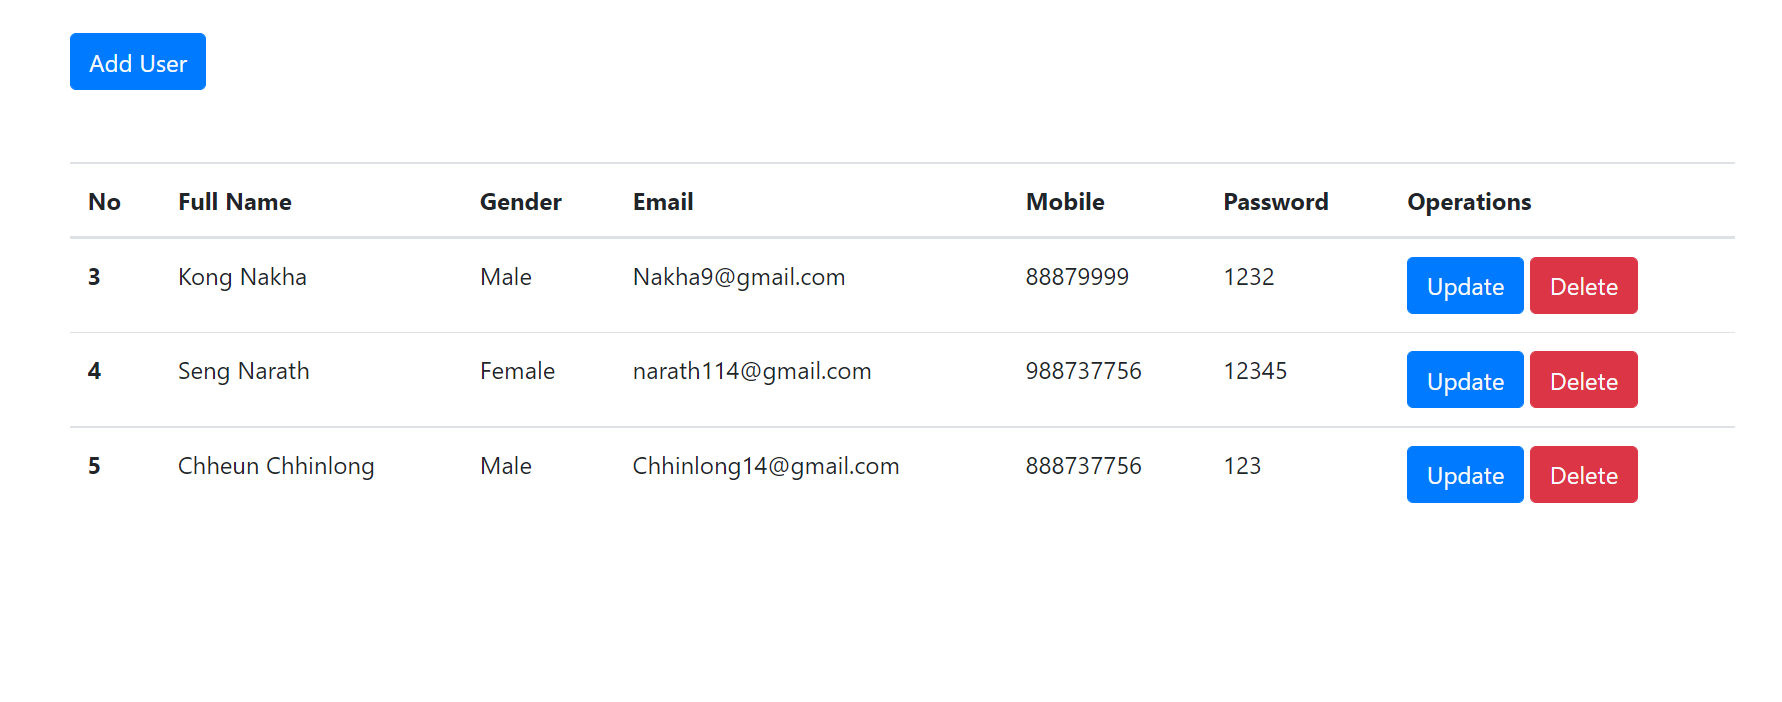 Add User
No Full Name Gender Email Mobile Password Operations
3 Kong Nakha Male Nakha9@gmail.com 88879999 1232 Update Delete
4 Seng Narath Female narath114@gmail.com 988737756 12345 Update Delete
5 Chheun Chhinlong Male Chhinlong14@gmail.com 888737756 123 Update Delete